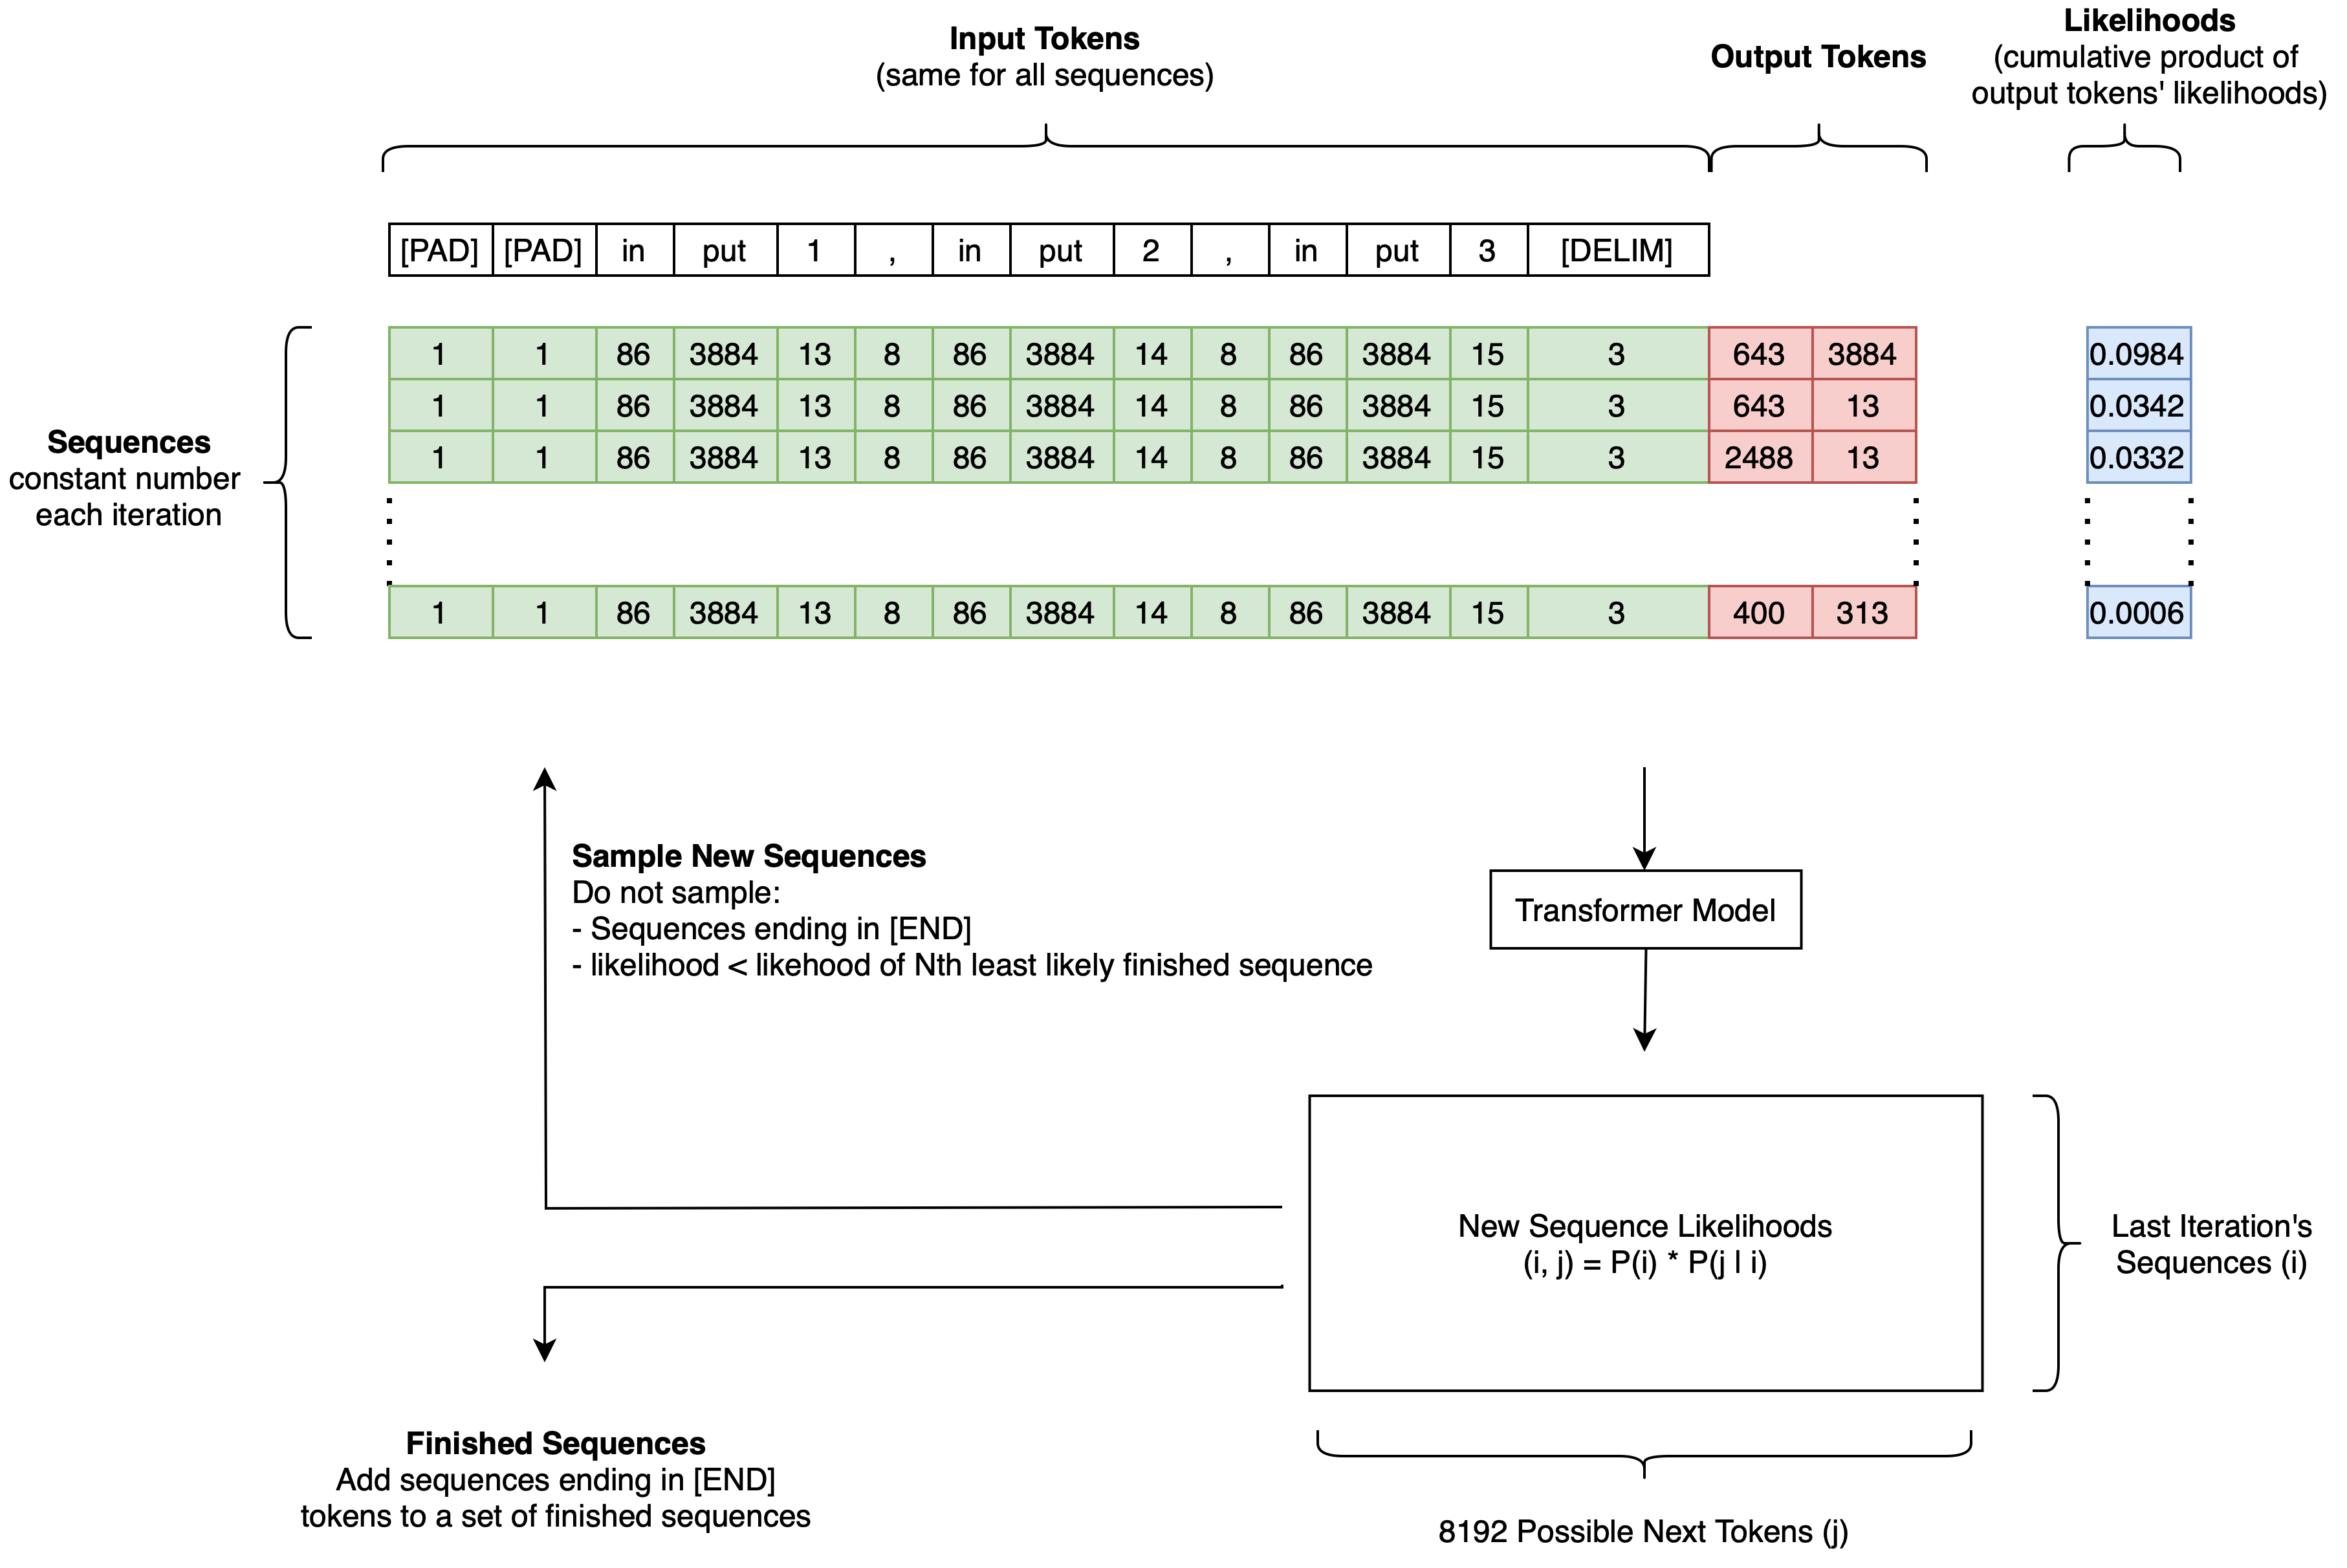 Input Tokens
(same for all sequences)
Output Tokens
Likelihoods
(cumulative product of
output tokens' likelihoods)
[PAD] [PAD] in put 1 , in put 2 , in put 3 [DELIM]
Sequences
constant number
each iteration
1 1 86 3884 13 8 86 3884 14 8 86 3884 15 3 643 3884 0.0984
1 1 86 3884 13 8 86 3884 14 8 86 3884 15 3 643 13 0.0342
1 1 86 3884 13 8 86 3884 14 8 86 3884 15 3 2488 13 0.0332
1 1 86 3884 13 8 86 3884 14 8 86 3884 15 3 400 313 0.0006
Sample New Sequences
Do not sample:
- Sequences ending in [END]
- likelihood < likehood of Nth least likely finished sequence
Transformer Model
New Sequence Likelihoods
(i, j) = P(i) * P(j | i)
Last Iteration's
Sequences (i)
Finished Sequences
Add sequences ending in [END]
tokens to a set of finished sequences
8192 Possible Next Tokens (j)